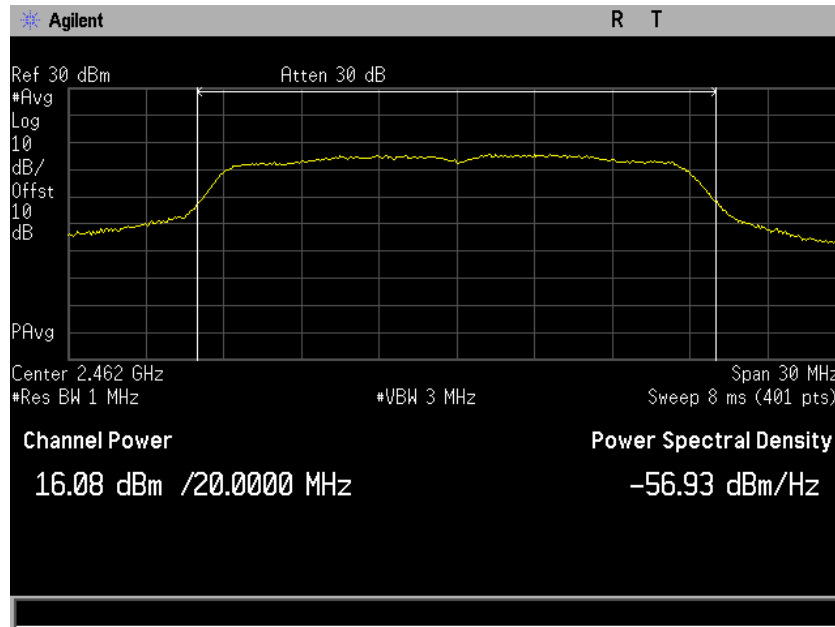 Agilent R T
Ref 30 dBm Atten 30 dB
#Avg
Log
10
dB/
Offst
10
dB
PAvg
Center 2.462 GHz Span 30 MHz
#Res BW 1 MHz #VBW 3 MHz Sweep 8 ms (401 pts)
Channel Power Power Spectral Density
16.08 dBm /20.0000 MHz -56.93 dBm/Hz